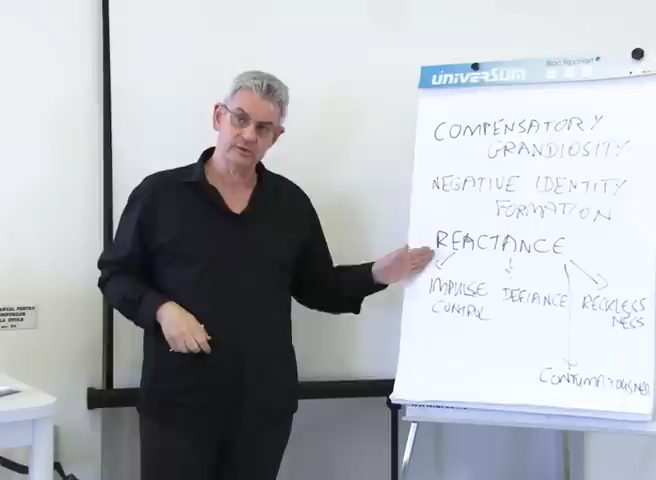 UNIVERSUM
COMPENSATORY
GRANDIOSITY
NEGATIVE IDENTITY
FORMATION
REACTANCE
IMPULSE DEFIANCE RECKLESS
CONTROL NESS
CONTUMACIOUSNESS